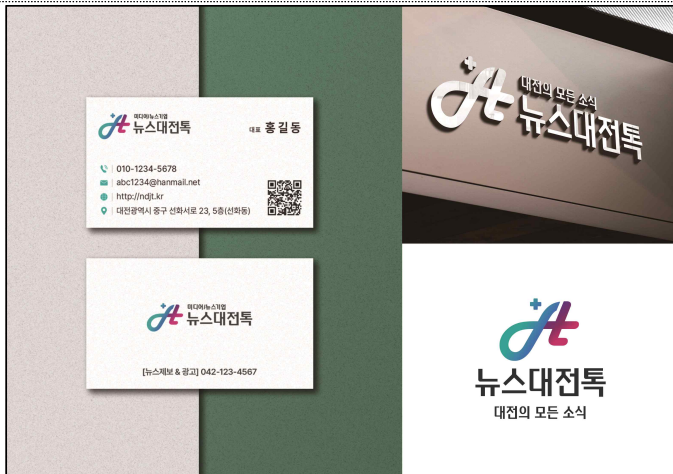 미디어/뉴스기업
뉴스대전톡
대표 홍길동
010-1234-5678
abc1234@hanmail.net
http://ndjt.kr
대전광역시 중구 선화서로 23, 5층(선화동)
미디어/뉴스기업
뉴스대전톡
[뉴스제보 & 광고] 042-123-4567
대전의 모든 소식
뉴스대전톡
뉴스대전톡
대전의 모든 소식